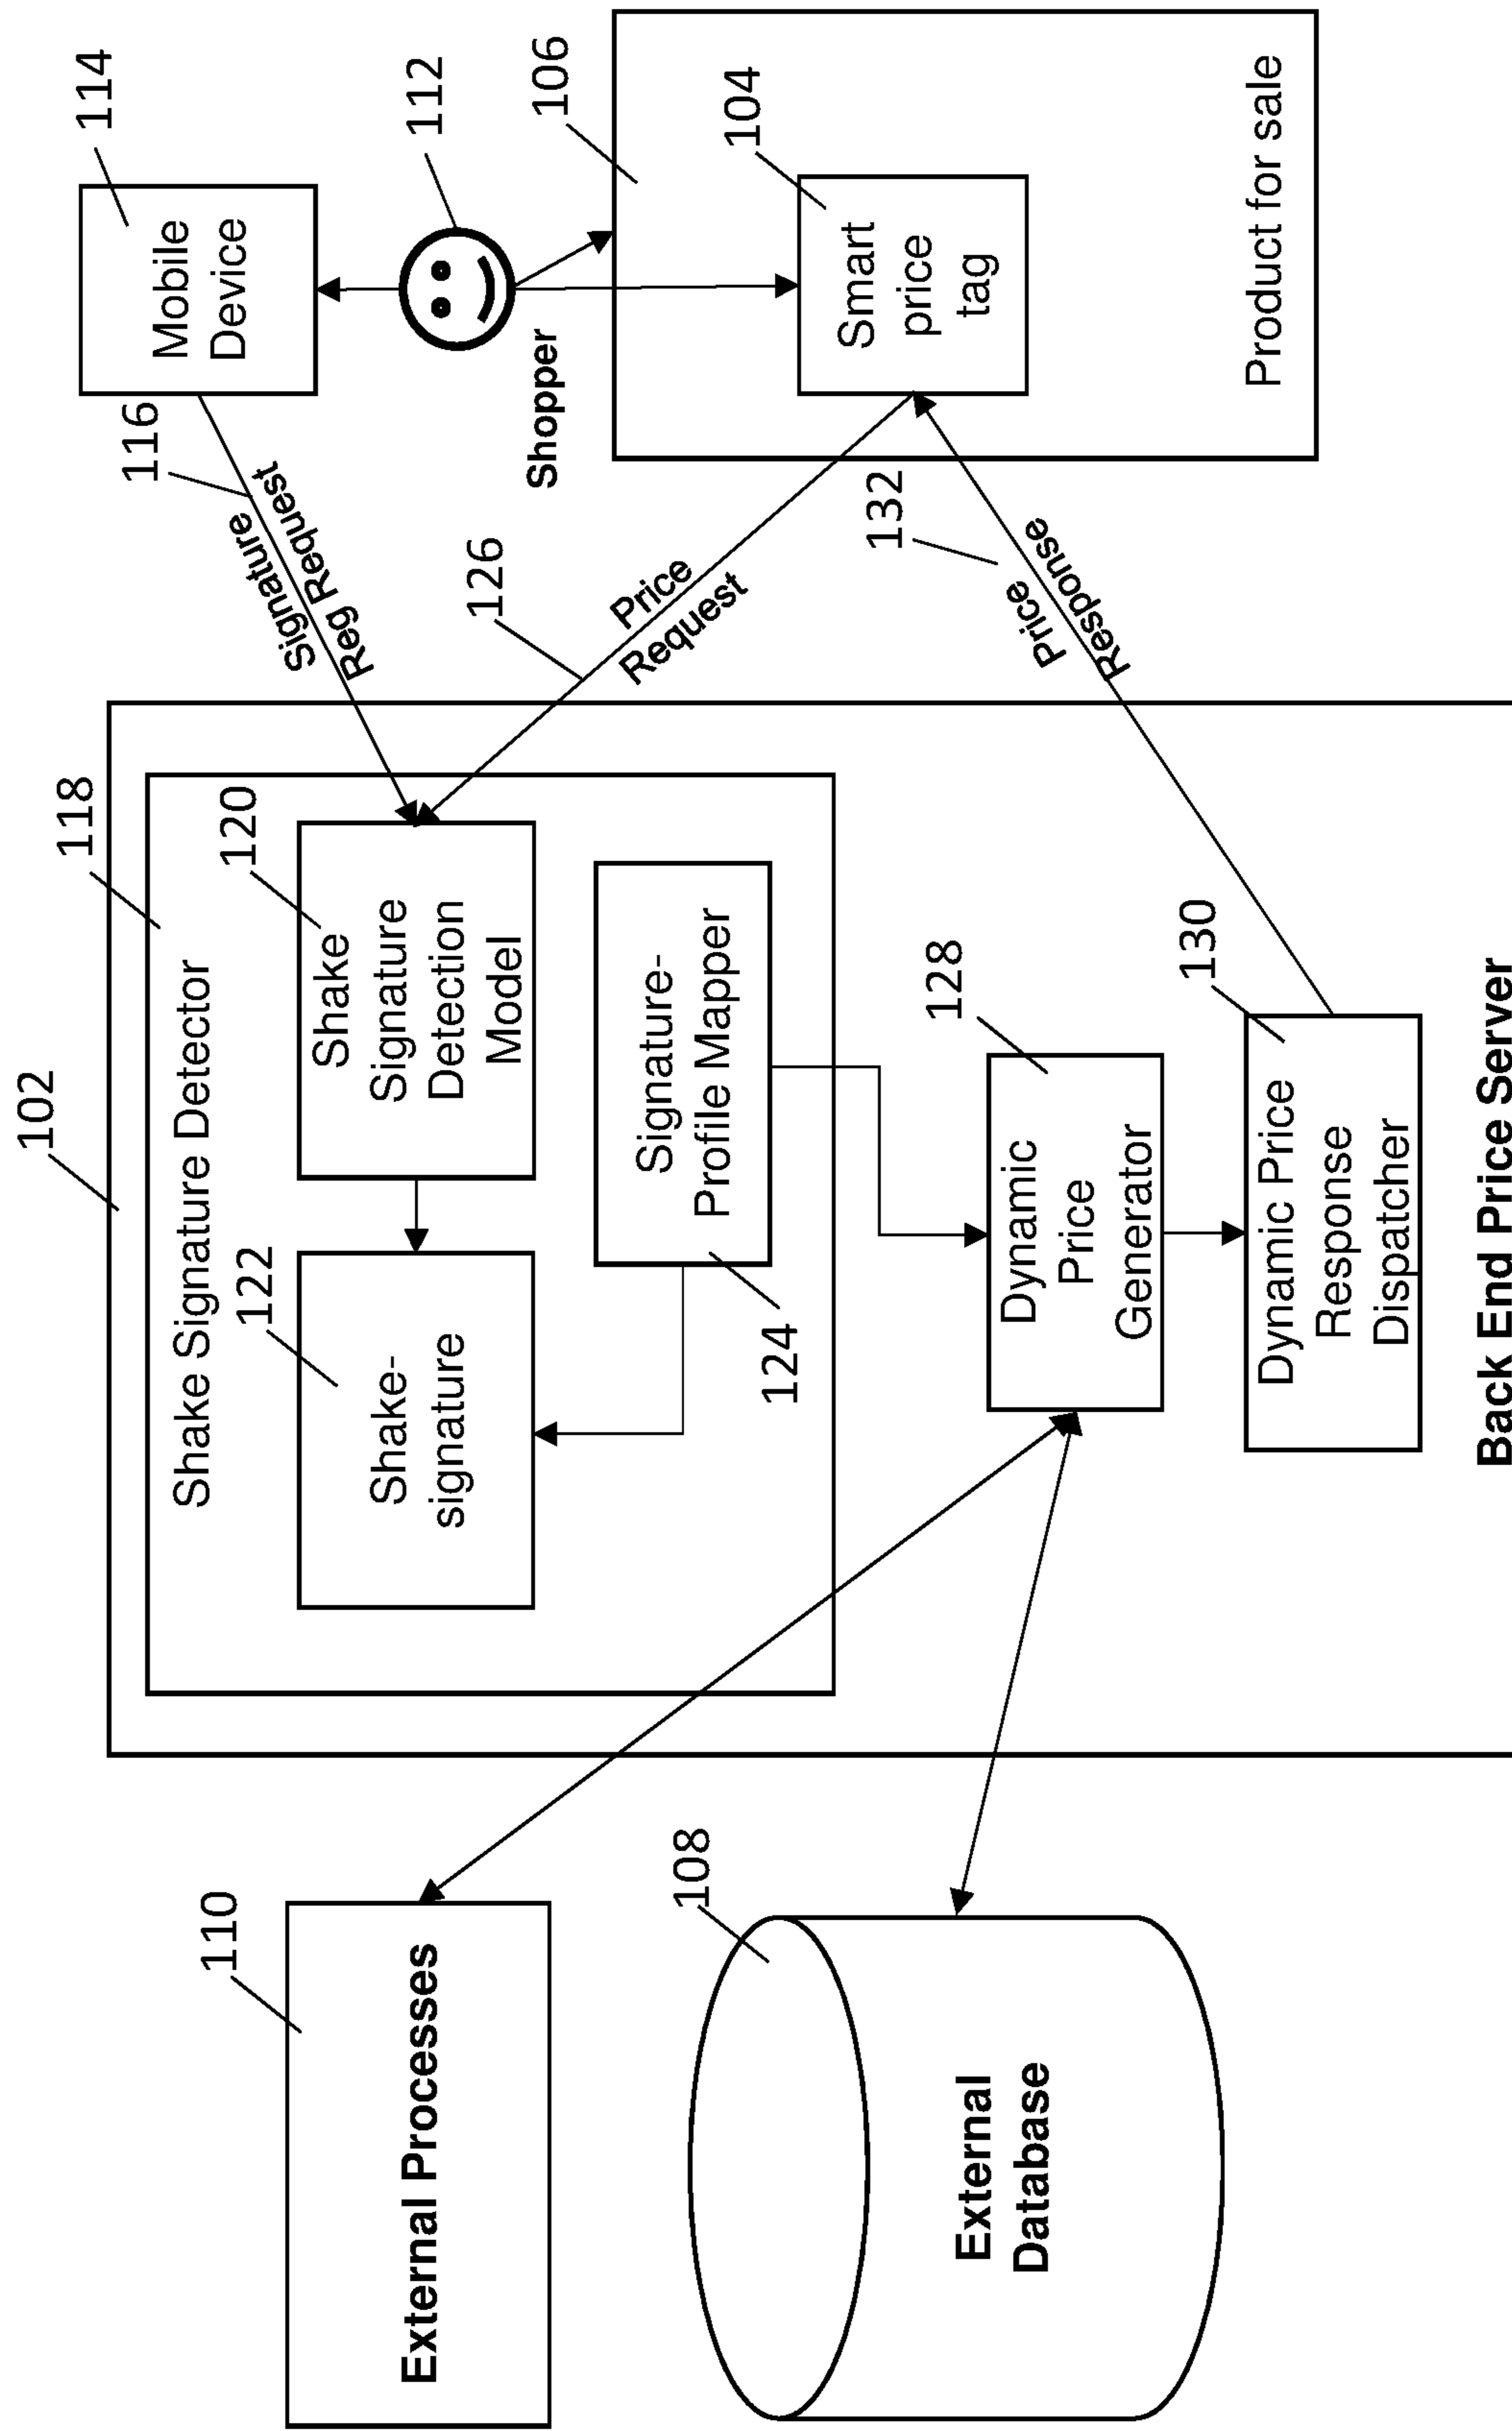 102
118
Shake Signature Detector
110
External Processes
122
Shake-
signature
120
Shake
Signature
Detection
Model
116
Signature
Reg Request
114
Mobile
Device
112
Shopper
106
108
External
Database
124
Signature-
Profile Mapper
126
Price
Request
104
Smart
price
tag
132
Price
Response
128
Dynamic
Price
Generator
130
Dynamic Price
Response
Dispatcher
Product for sale
Back End Price Server